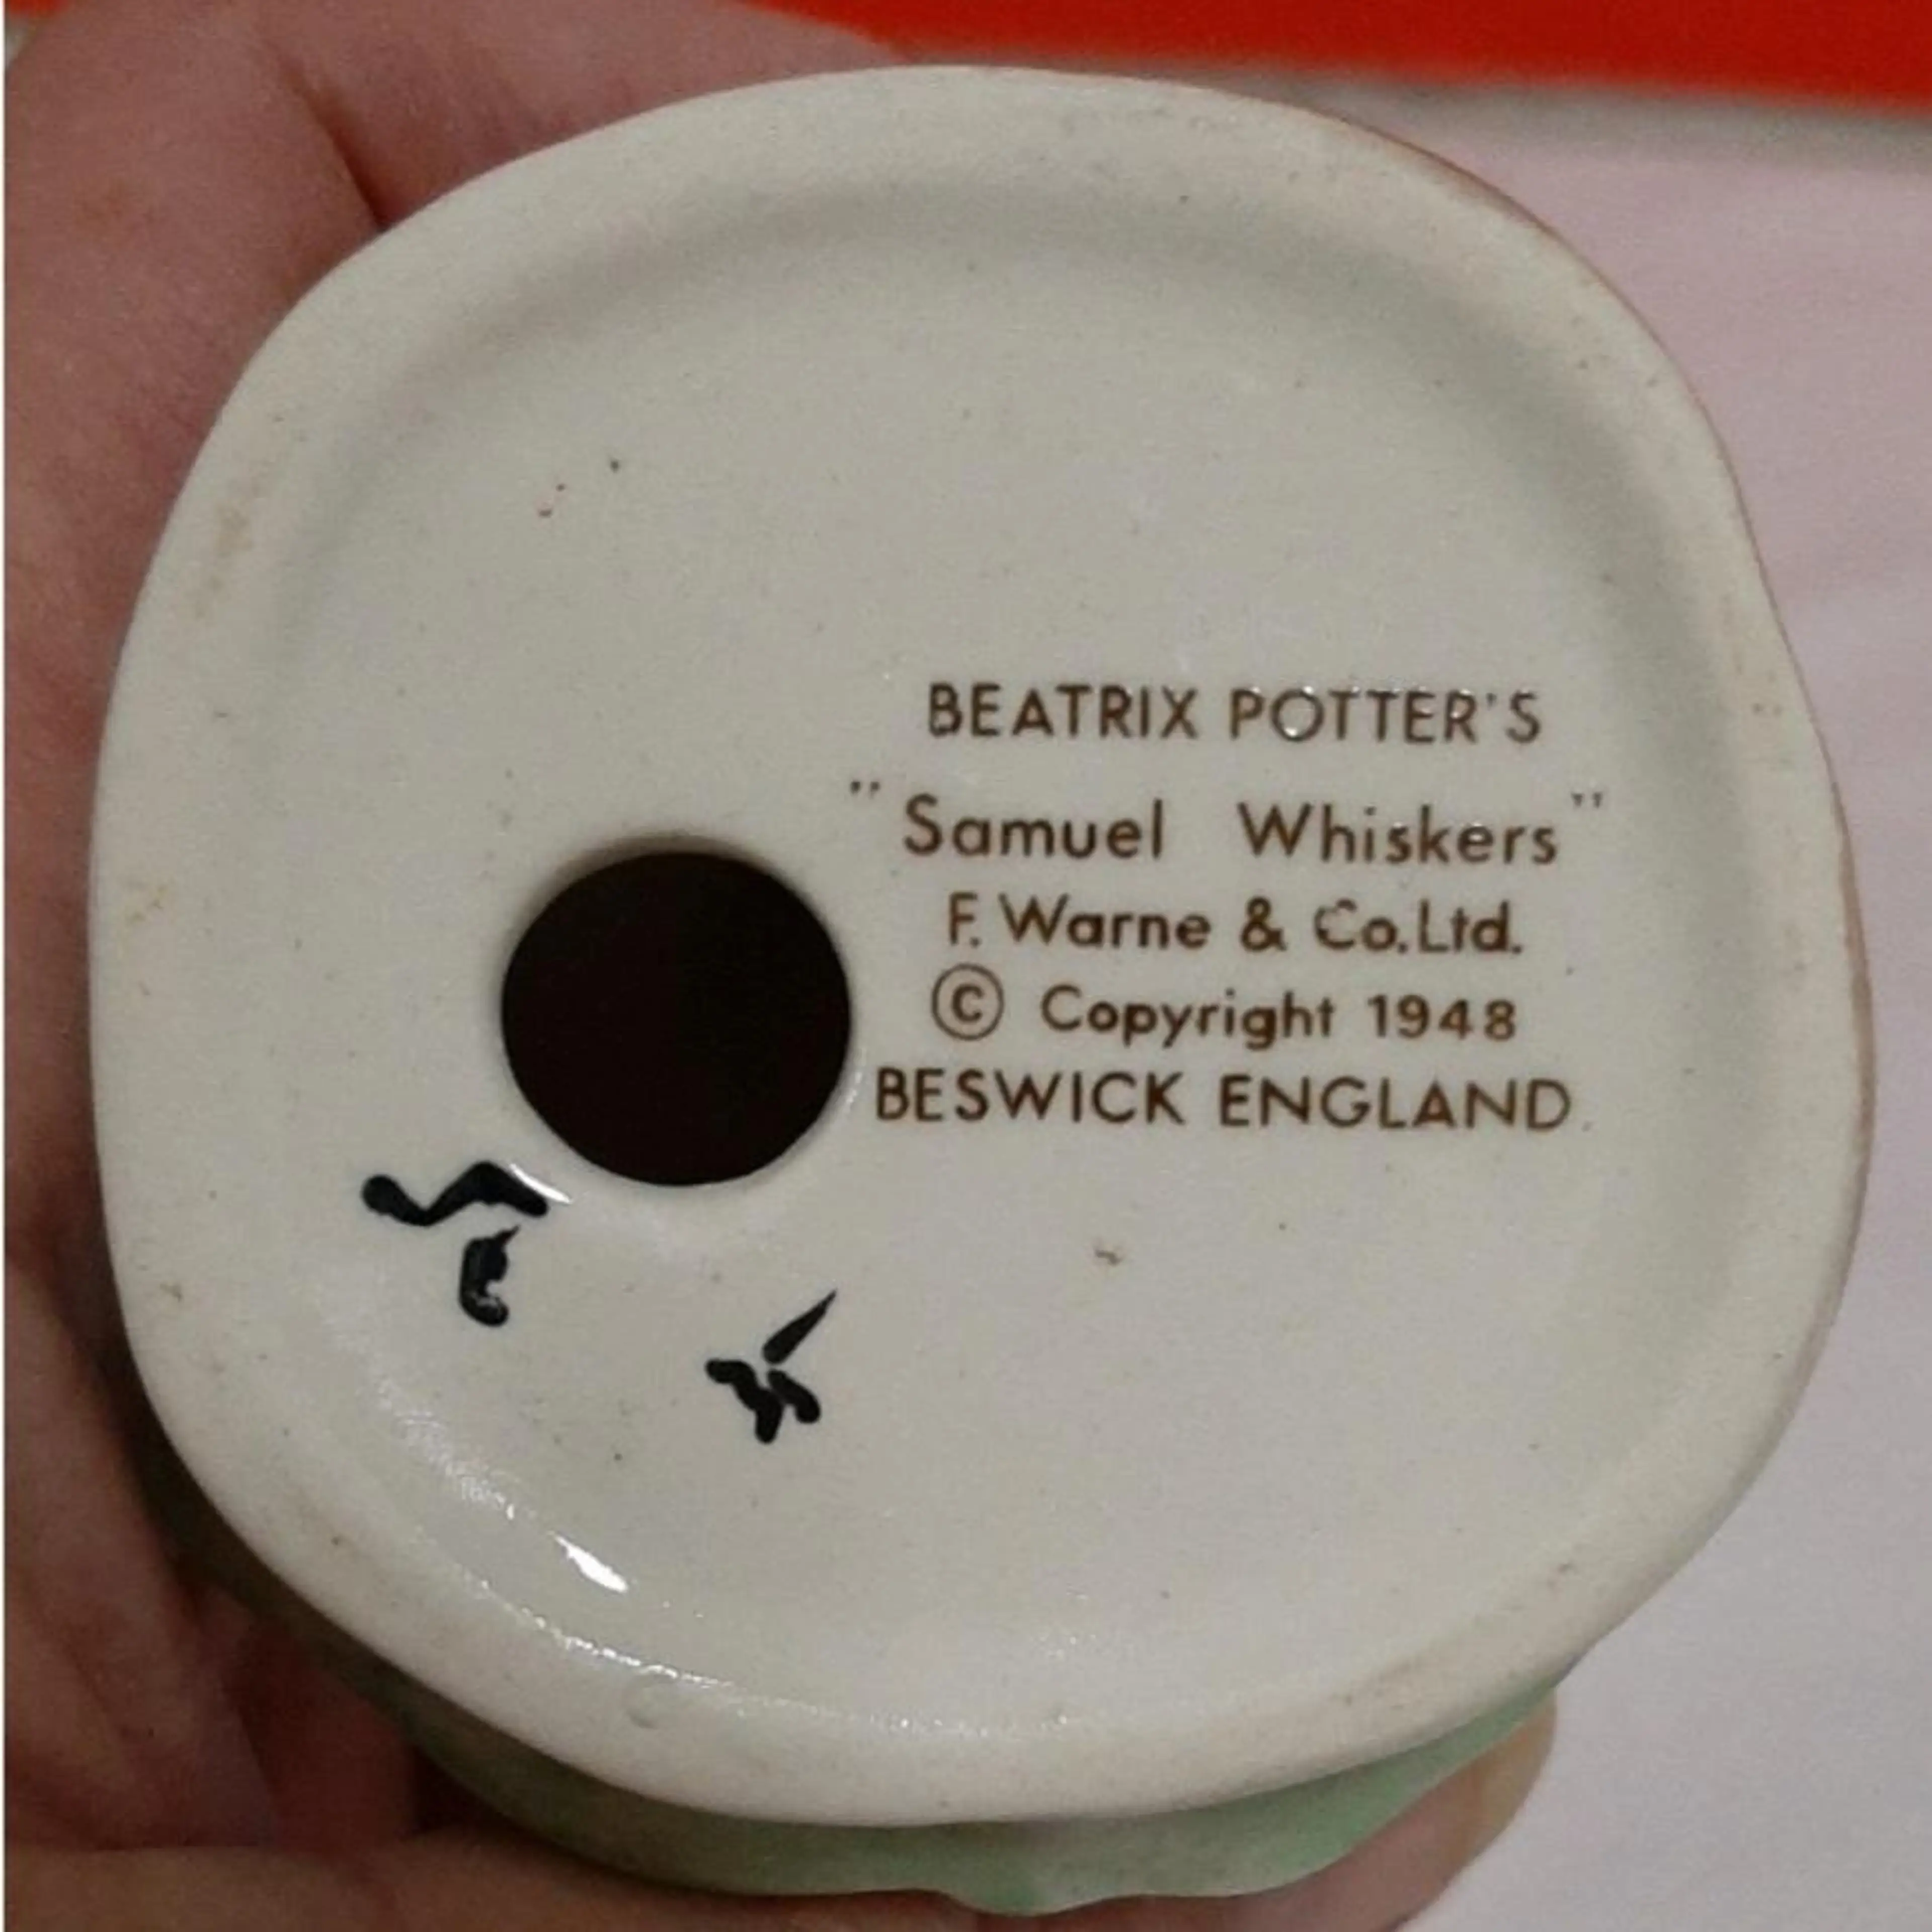 BEATRIX POTTER'S
"Samuel Whiskers"
F. Warne & Co.Ltd.
© Copyright 1948
BESWICK ENGLAND